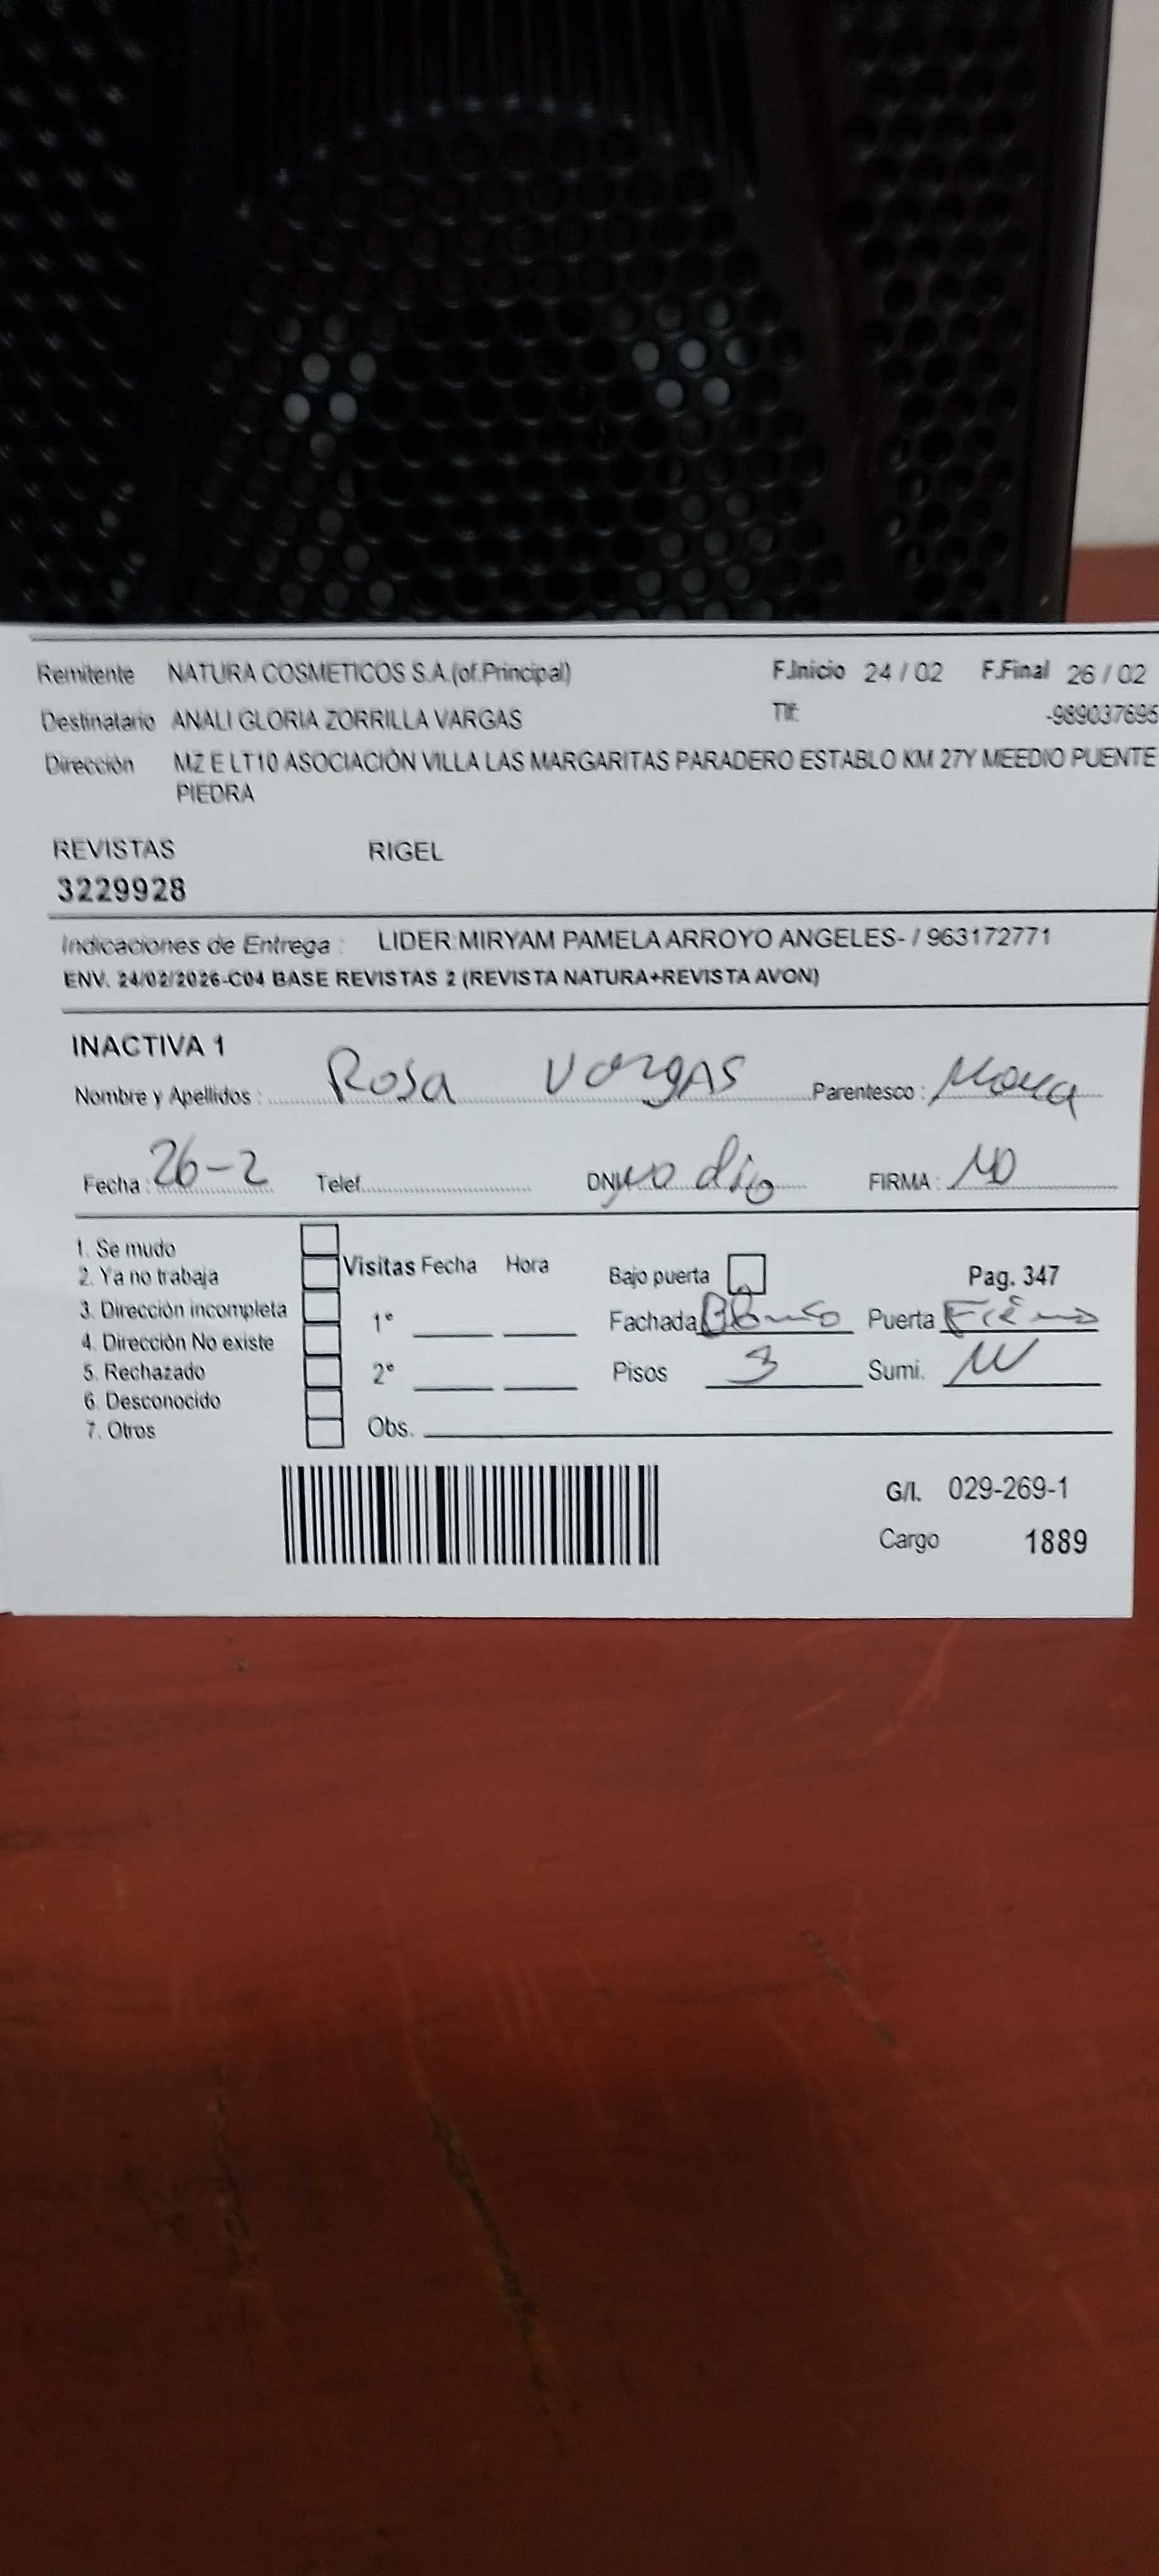 Remitente NATURA COSMETICOS S.A.(of.Principal) F.Inicio 24 / 02 F.Final 26 / 02
Destinatario ANALI GLORIA ZORRILLA VARGAS Tlf: -989037695
Dirección MZ E LT10 ASOCIACIÓN VILLA LAS MARGARITAS PARADERO ESTABLO KM 27Y MEEDIO PUENTE
PIEDRA
REVISTAS RIGEL
3229928
Indicaciones de Entrega : LIDER:MIRYAM PAMELA ARROYO ANGELES- / 963172771
ENV. 24/02/2026-C04 BASE REVISTAS 2 (REVISTA NATURA+REVISTA AVON)
INACTIVA 1
Nombre y Apellidos : Rosa Vargas Parentesco :
Fecha : 26-2 Telef. DNI no dio FIRMA : NO
1. Se mudo
2. Ya no trabaja Visitas Fecha Hora Bajo puerta Pag. 347
3. Dirección incompleta 1° Fachada Puerta
4. Dirección No existe
5. Rechazado 2° Pisos 3 Sumi.
6. Desconocido
7. Otros Obs.
G/I. 029-269-1
Cargo 1889